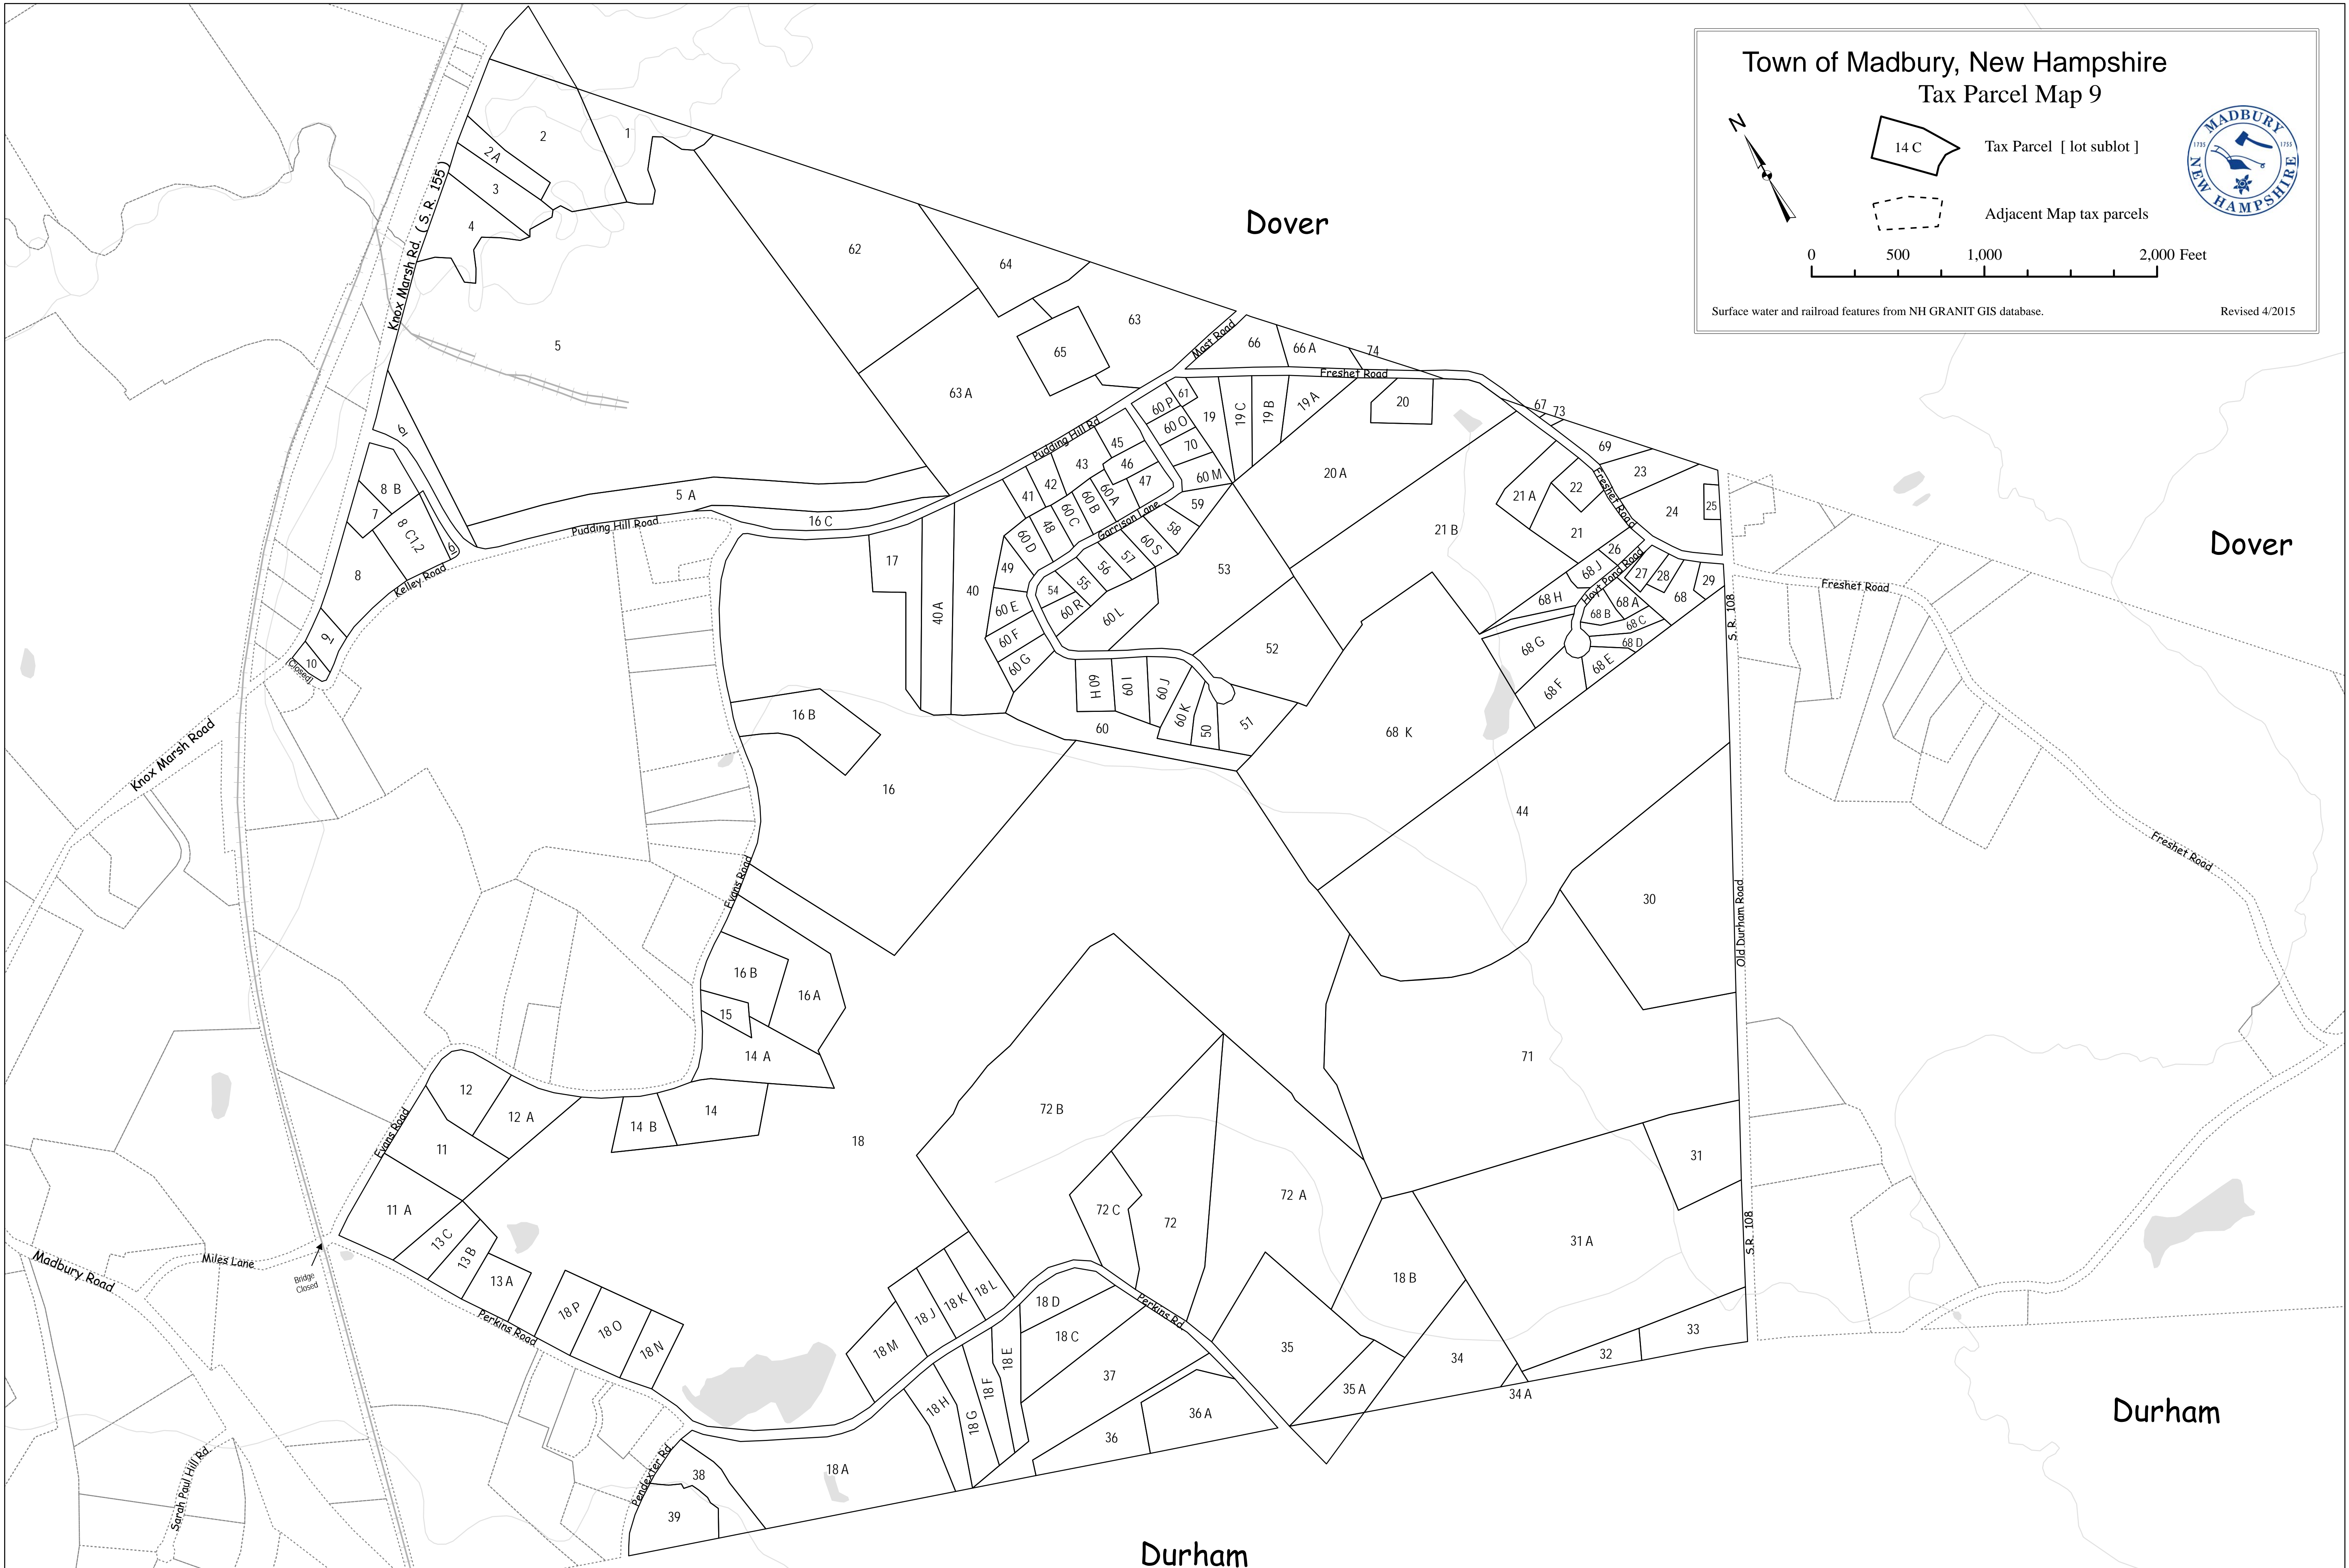 Town of Madbury, New Hampshire
Tax Parcel Map 9
N
14 C
Tax Parcel [ lot sublot ]
Adjacent Map tax parcels
MADBURY
1735
1755
NEW HAMPSHIRE
0 500 1,000 2,000 Feet
Surface water and railroad features from NH GRANIT GIS database.
Revised 4/2015
Dover
Dover
Durham
Durham
Knox Marsh Rd. ( S. R. 155)
Knox Marsh Road
Kelley Road
(Closed)
Pudding Hill Road
Pudding Hill Rd
Mast Road
Freshet Road
Freshet Road
Freshet Road
Freshet Road
Garrison Lane
Hoyt Pond Road
S. R. 108
Old Durham Road
S.R. 108
Evans Road
Evans Road
Madbury Road
Miles Lane
Bridge
Closed
Perkins Road
Perkins Rd
Pendexter Rd
Sarah Paul Hill Rd
1
2
2 A
3
4
5
5 A
6
6
7
8 B
8 C1,2
8
9
10
62
64
63
65
63 A
66
66 A
74
67
73
69
23
24
25
22
21 A
21
21 B
20
20 A
19
19 C
19 B
19 A
61
60 P
60 O
70
60 M
45
46
47
43
42
41
60 A
60 B
60 C
48
60 D
49
59
58
60 S
57
56
55
54
60 R
60 E
60 F
60 G
60 L
53
52
51
50
60 K
60 J
60 I
60 H
60
40
40 A
17
16 C
16 B
16
26
27
28
29
68 J
68 H
68 A
68 B
68 C
68 D
68
68 E
68 F
68 G
68 K
44
30
71
31
31 A
32
33
34
34 A
35
35 A
36
36 A
37
16 B
16 A
15
14 A
14
14 B
12
12 A
11
11 A
13 C
13 B
13 A
18
18 P
18 O
18 N
18 M
18 J
18 K
18 L
18 H
18 G
18 F
18 E
18 D
18 C
18 B
18 A
72 B
72 C
72
72 A
38
39